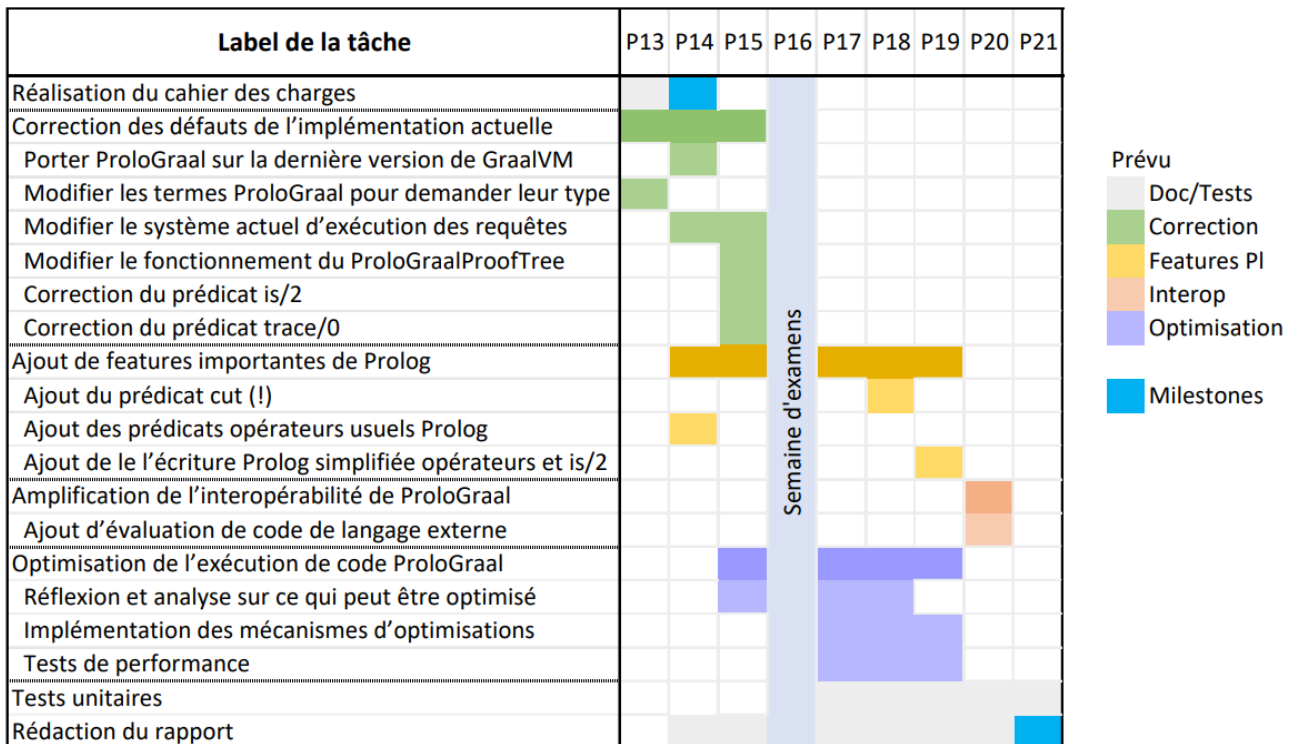 Label de la tâche P13 P14 P15 P16 P17 P18 P19 P20 P21
Réalisation du cahier des charges
Correction des défauts de l’implémentation actuelle
Porter ProloGraal sur la dernière version de GraalVM
Modifier les termes ProloGraal pour demander leur type
Modifier le système actuel d’exécution des requêtes
Modifier le fonctionnement du ProloGraalProofTree
Correction du prédicat is/2
Correction du prédicat trace/0
Ajout de features importantes de Prolog
Ajout du prédicat cut (!)
Ajout des prédicats opérateurs usuels Prolog
Ajout de le l’écriture Prolog simplifiée opérateurs et is/2
Amplification de l’interopérabilité de ProloGraal
Ajout d’évaluation de code de langage externe
Optimisation de l’exécution de code ProloGraal
Réflexion et analyse sur ce qui peut être optimisé
Implémentation des mécanismes d’optimisations
Tests de performance
Tests unitaires
Rédaction du rapport
Semaine d'examens
Prévu
Doc/Tests
Correction
Features Pl
Interop
Optimisation
Milestones